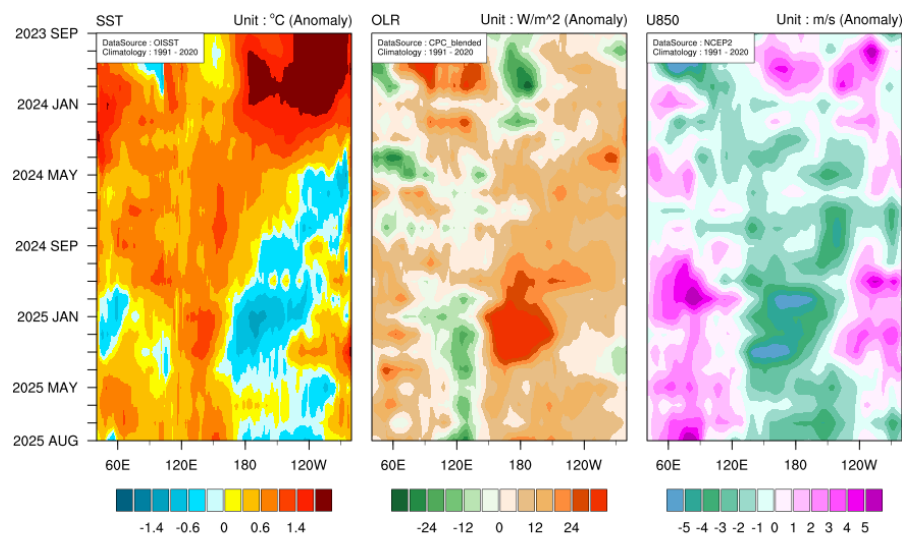 SST Unit : °C (Anomaly)
DataSource : OISST
Climatology : 1991 - 2020
2023 SEP
2024 JAN
2024 MAY
2024 SEP
2025 JAN
2025 MAY
2025 AUG
60E 120E 180 120W
-1.4 -0.6 0 0.6 1.4
OLR Unit : W/m^2 (Anomaly)
DataSource : CPC_blended
Climatology : 1991 - 2020
60E 120E 180 120W
-24 -12 0 12 24
U850 Unit : m/s (Anomaly)
DataSource : NCEP2
Climatology : 1991 - 2020
60E 120E 180 120W
-5 -4 -3 -2 -1 0 1 2 3 4 5